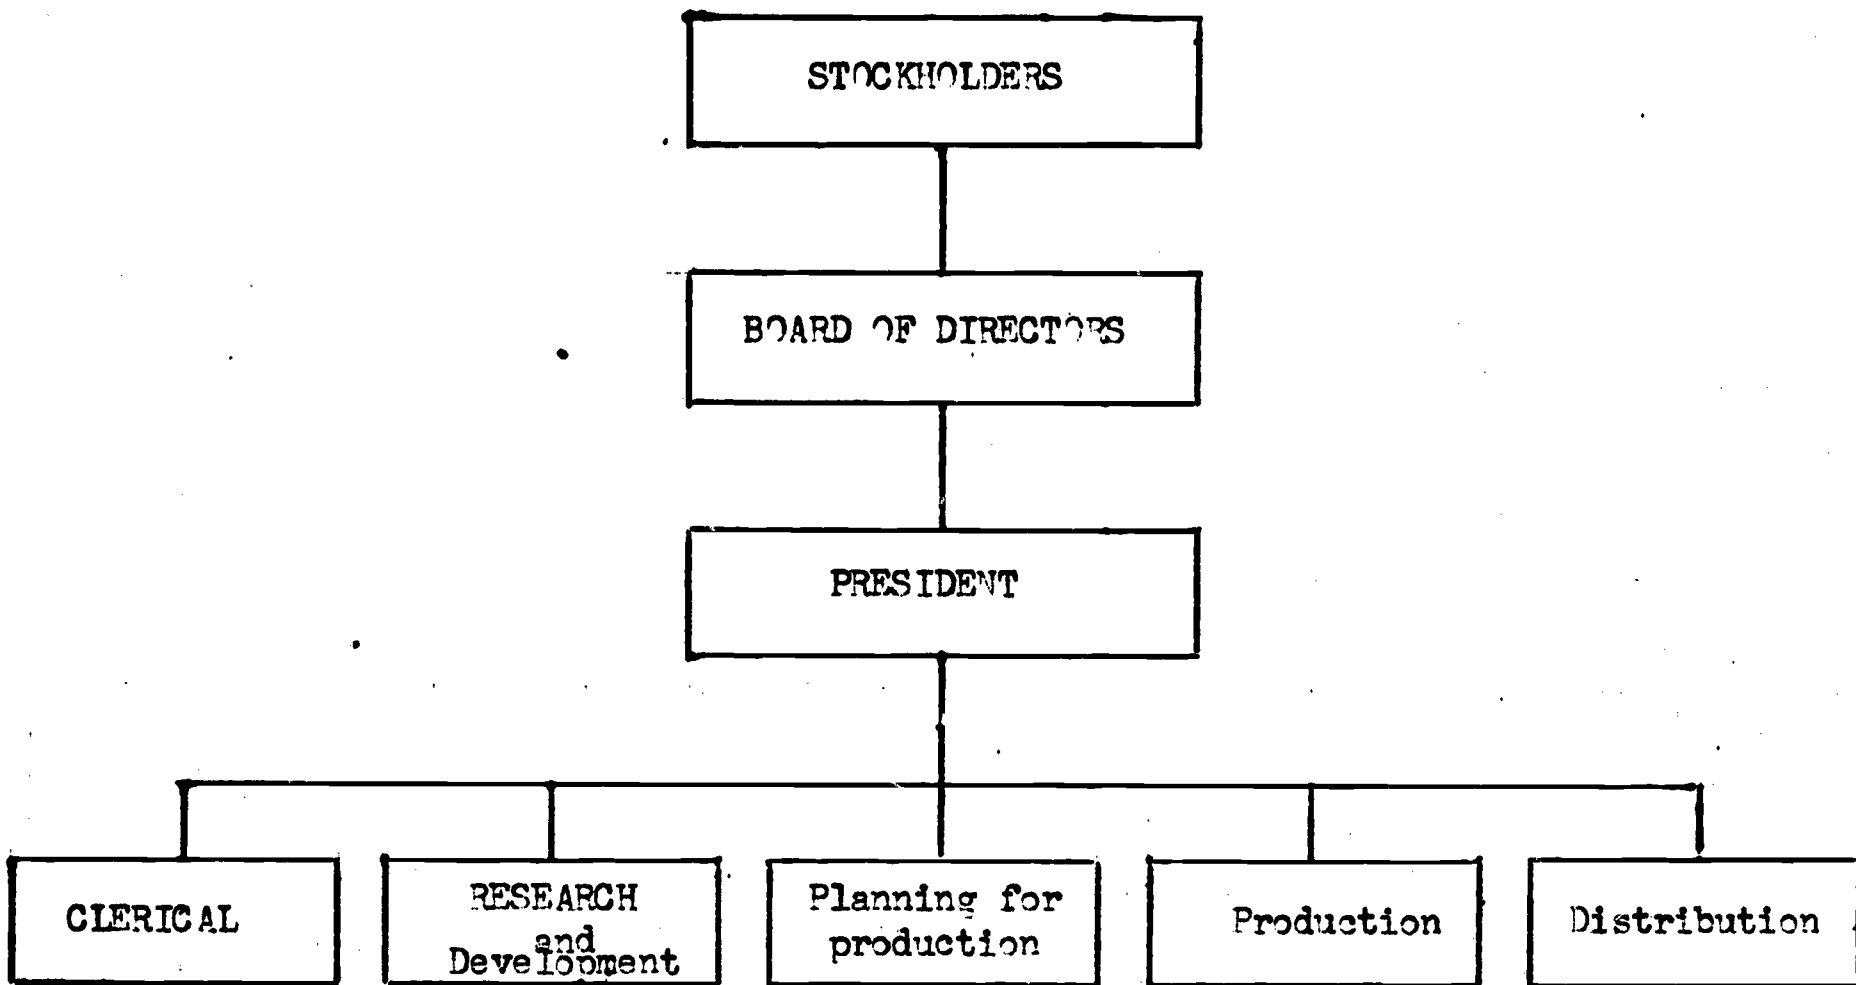 STOCKHOLDERS
BOARD OF DIRECTORS
PRESIDENT
CLERICAL
RESEARCH
and
Development
Planning for
production
Production
Distribution